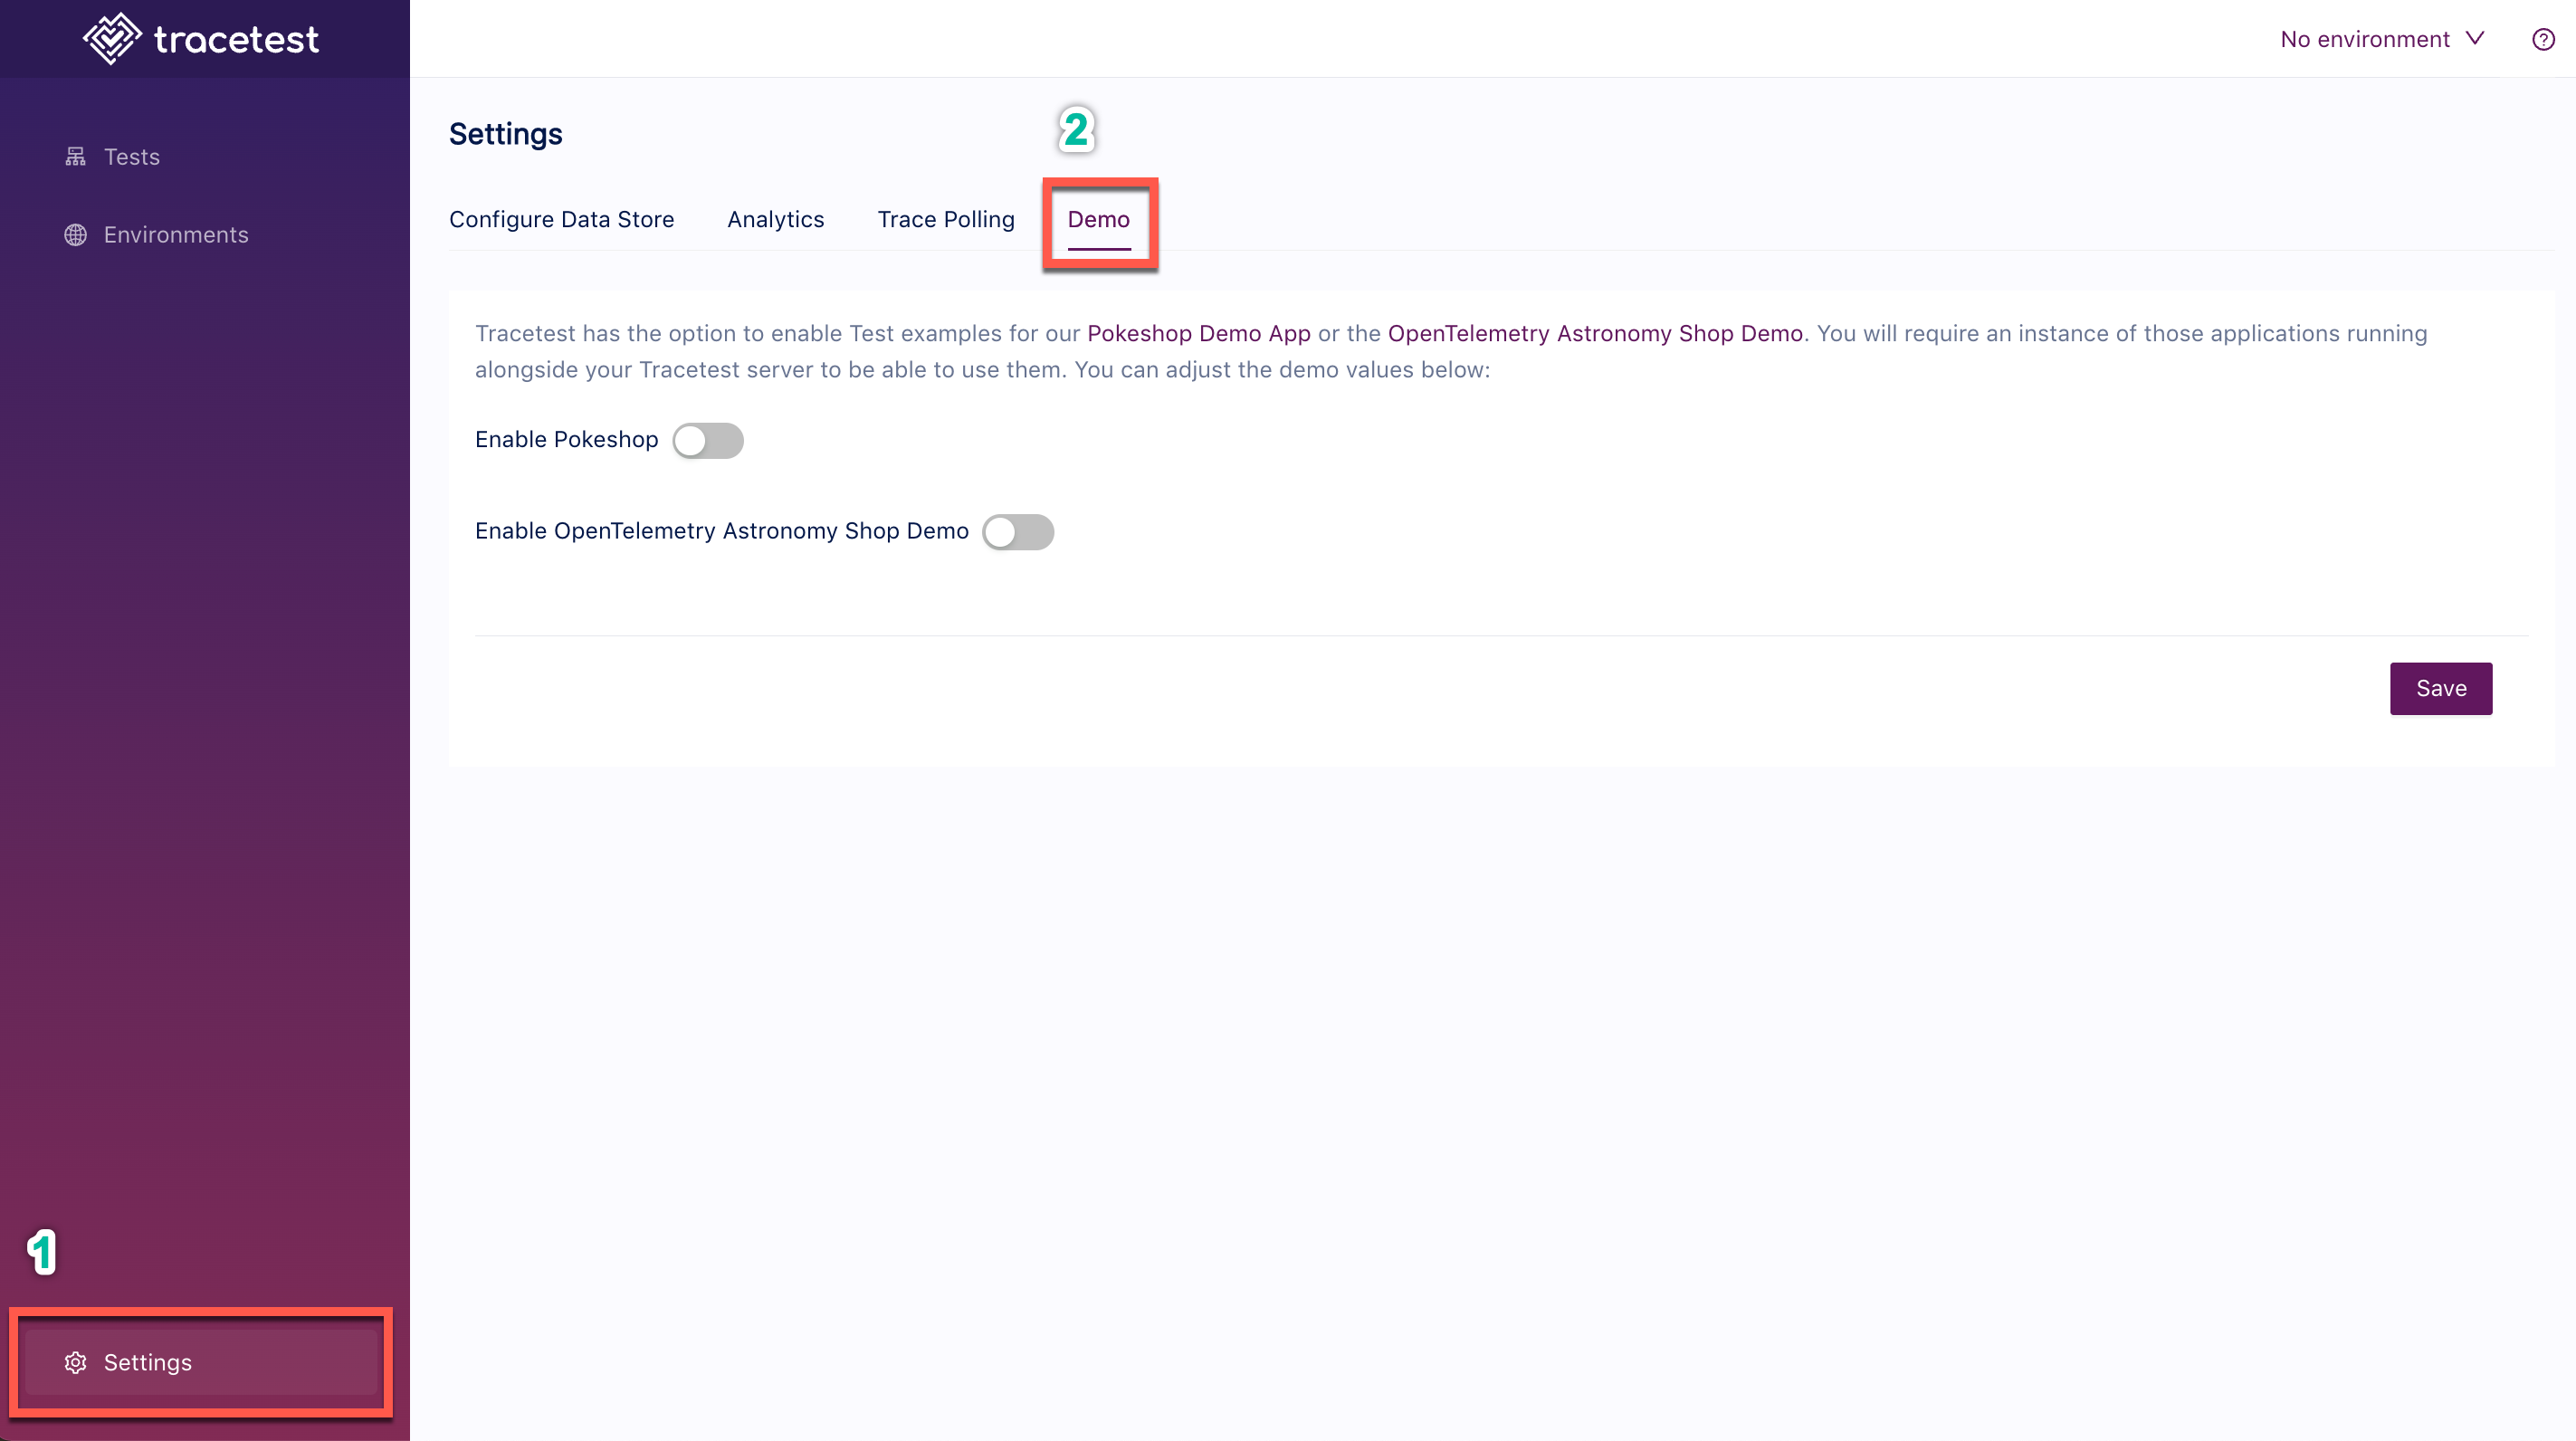 tracetest
No environment
Tests
Environments
Settings
2
Configure Data Store
Analytics
Trace Polling
Demo
Tracetest has the option to enable Test examples for our Pokeshop Demo App or the OpenTelemetry Astronomy Shop Demo. You will require an instance of those applications running
alongside your Tracetest server to be able to use them. You can adjust the demo values below:
Enable Pokeshop
Enable OpenTelemetry Astronomy Shop Demo
Save
1
Settings